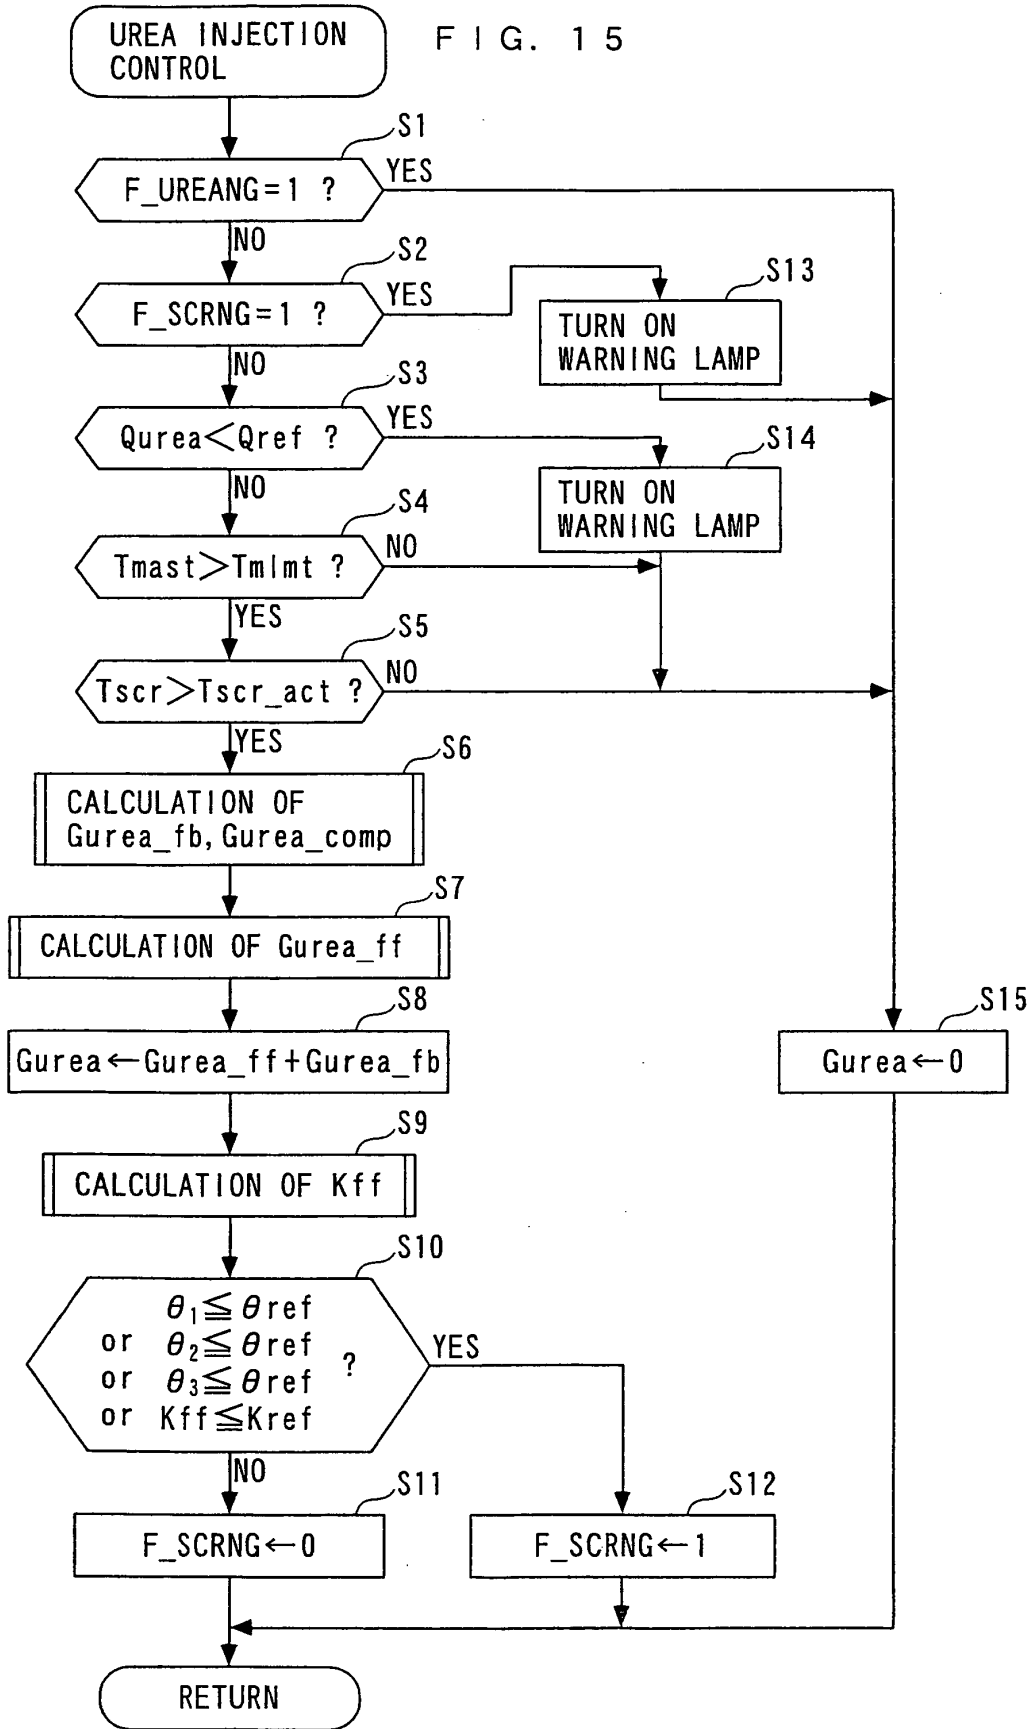 FIG. 15
UREA INJECTION
CONTROL
S1
F_UREANG=1 ?
YES
NO
S2
F_SCRNG=1 ?
YES
NO
S13
TURN ON
WARNING LAMP
S3
Qurea<Qref ?
YES
NO
S14
TURN ON
WARNING LAMP
S4
Tmast>Tmlmt ?
NO
YES
S5
Tscr>Tscr_act ?
NO
YES
S6
CALCULATION OF
Gurea_fb,Gurea_comp
S7
CALCULATION OF Gurea_ff
S8
Gurea←Gurea_ff+Gurea_fb
S15
Gurea←0
S9
CALCULATION OF Kff
S10
θ1≦θref
or θ2≦θref
or θ3≦θref
or Kff≦Kref
?
YES
NO
S11
F_SCRNG←0
S12
F_SCRNG←1
RETURN